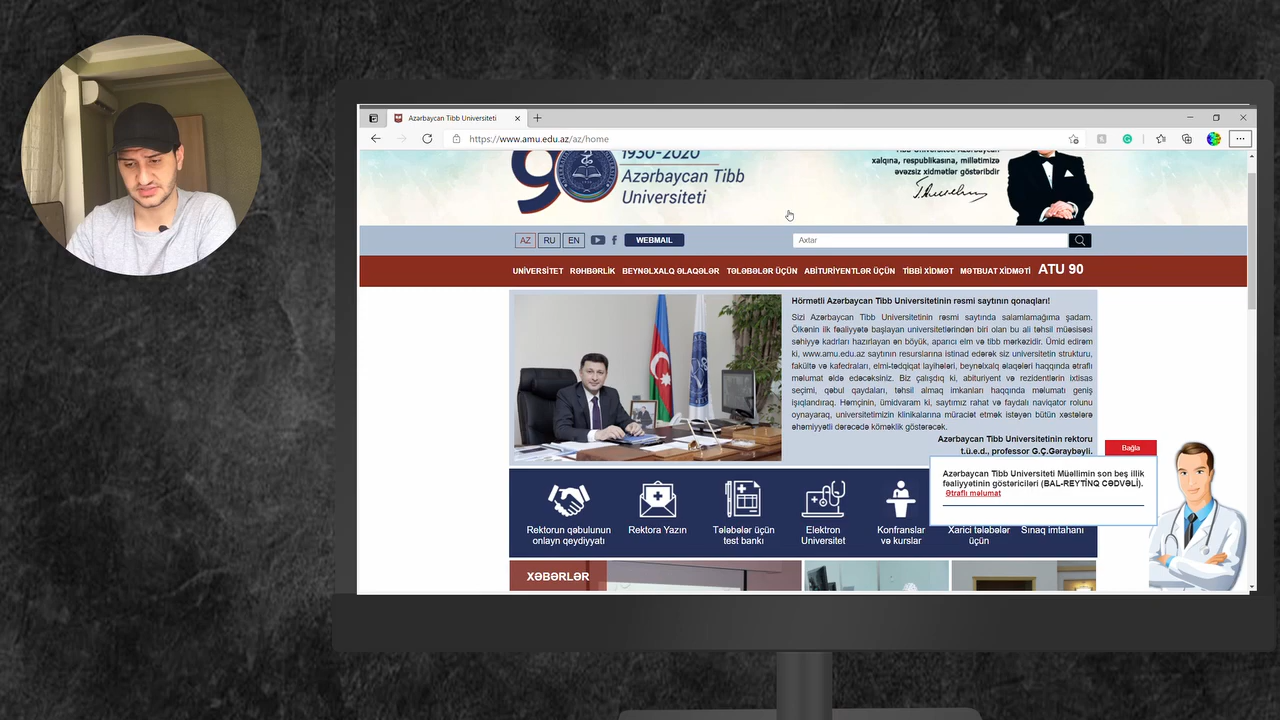 Azərbaycan Tibb Universiteti
https://www.amu.edu.az/az/home
90
1930-2020
Azərbaycan Tibb
Universiteti
Tibb Universiteti Azərbaycan
xalqına, respublikasına, millətimizə
əvəzsiz xidmətlər göstəribdir
AZ RU EN WEBMAIL
Axtar
UNİVERSİTET RƏHBƏRLİK BEYNƏLXALQ ƏLAQƏLƏR TƏLƏBƏLƏR ÜÇÜN ABİTURİYENTLƏR ÜÇÜN TİBBİ XİDMƏT MƏTBUAT XİDMƏTİ ATU 90
Hörmətli Azərbaycan Tibb Universitetinin rəsmi saytının qonaqları!
Sizi Azərbaycan Tibb Universitetinin rəsmi saytında salamlamağıma şadam.
Ölkənin ilk fəaliyyətə başlayan universitetlərindən biri olan bu ali təhsil müəssisəsi
səhiyyə kadrları hazırlayan ən böyük, aparıcı elm və tibb mərkəzidir. Ümid edirəm
ki, www.amu.edu.az saytının resurslarına istinad edərək siz universitetin strukturu,
fakültə və kafedraları, elmi-tədqiqat layihələri, beynəlxalq əlaqələri haqqında ətraflı
məlumat əldə edəcəksiniz. Biz çalışdıq ki, abituriyent və rezidentlərin ixtisas
seçimi, qəbul qaydaları, təhsil almaq imkanları haqqında məlumatı geniş
işıqlandıraq. Həmçinin, ümidvaram ki, saytımız rahat və faydalı naviqator rolunu
oynayaraq, universitetimizin klinikalarına müraciət etmək istəyən bütün xəstələrə
əhəmiyyətli dərəcədə köməklik göstərəcək.
Azərbaycan Tibb Universitetinin rektoru
t.ü.e.d., professor G.Ç.Gəraybəyli.
Bağla
Azərbaycan Tibb Universiteti Müəllimin son beş illik
fəaliyyətinin göstəriciləri (BAL-REYTİNQ CƏDVƏLİ).
Ətraflı məlumat
Rektorun qəbulunun
onlayn qeydiyyatı
Rektora Yazın
Tələbələr üçün
test bankı
Elektron
Universitet
Konfranslar
və kurslar
Xarici tələbələr
üçün
Sınaq imtahanı
XƏBƏRLƏR